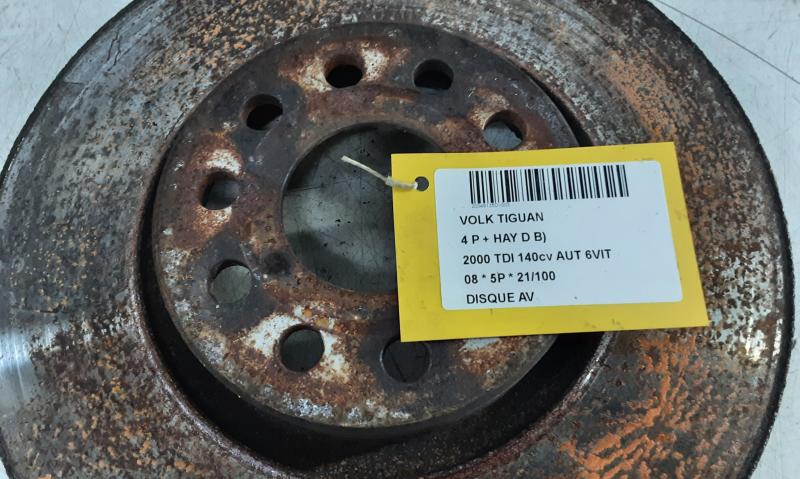 VOLK TIGUAN
4 P + HAY D B)
2000 TDI 140cv AUT 6VIT
08 * 5P * 21/100
DISQUE AV